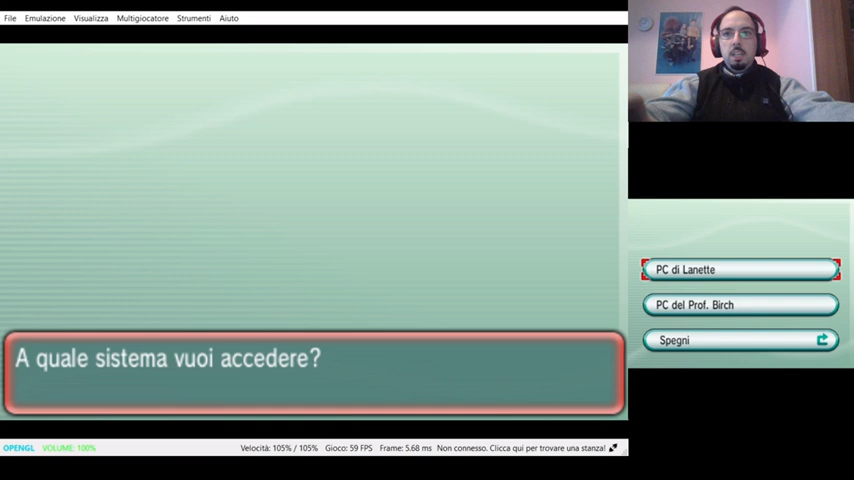 File Emulazione Visualizza Multigiocatore Strumenti Aiuto
PC di Lanette
PC del Prof. Birch
Spegni
A quale sistema vuoi accedere?
OPENGL VOLUME: 100% Velocità: 105% / 105% Gioco: 59 FPS Frame: 5.68 ms Non connesso. Clicca qui per trovare una stanza!